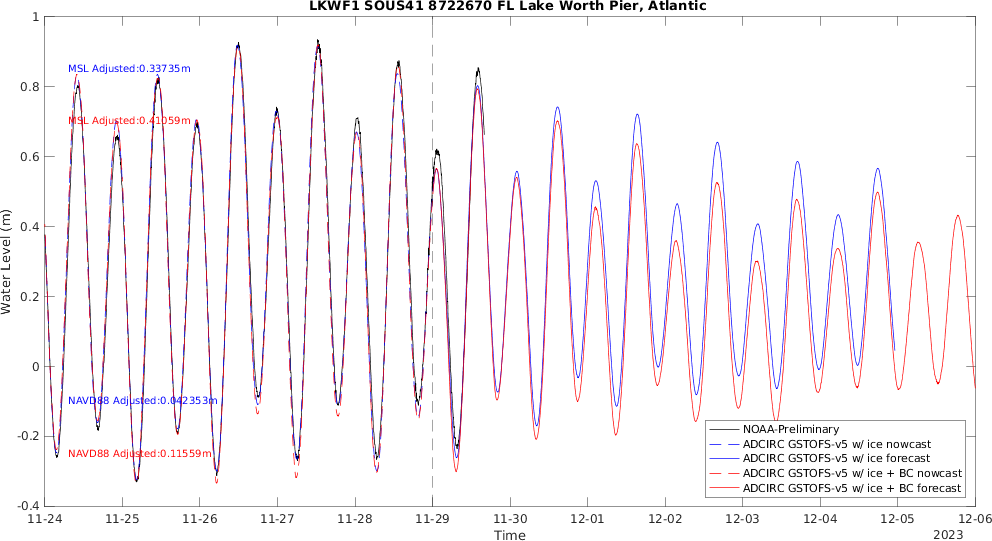 LKWF1 SOUS41 8722670 FL Lake Worth Pier, Atlantic
1
0.8
0.6
0.4
0.2
0
-0.2
-0.4
Water Level (m)
MSL Adjusted:0.33735m
MSL Adjusted:0.41059m
NAVD88 Adjusted:0.042353m
NAVD88 Adjusted:0.11559m
NOAA-Preliminary
ADCIRC GSTOFS-v5 w/ ice nowcast
ADCIRC GSTOFS-v5 w/ ice forecast
ADCIRC GSTOFS-v5 w/ ice + BC nowcast
ADCIRC GSTOFS-v5 w/ ice + BC forecast
11-24 11-25 11-26 11-27 11-28 11-29 11-30 12-01 12-02 12-03 12-04 12-05 12-06
Time
2023